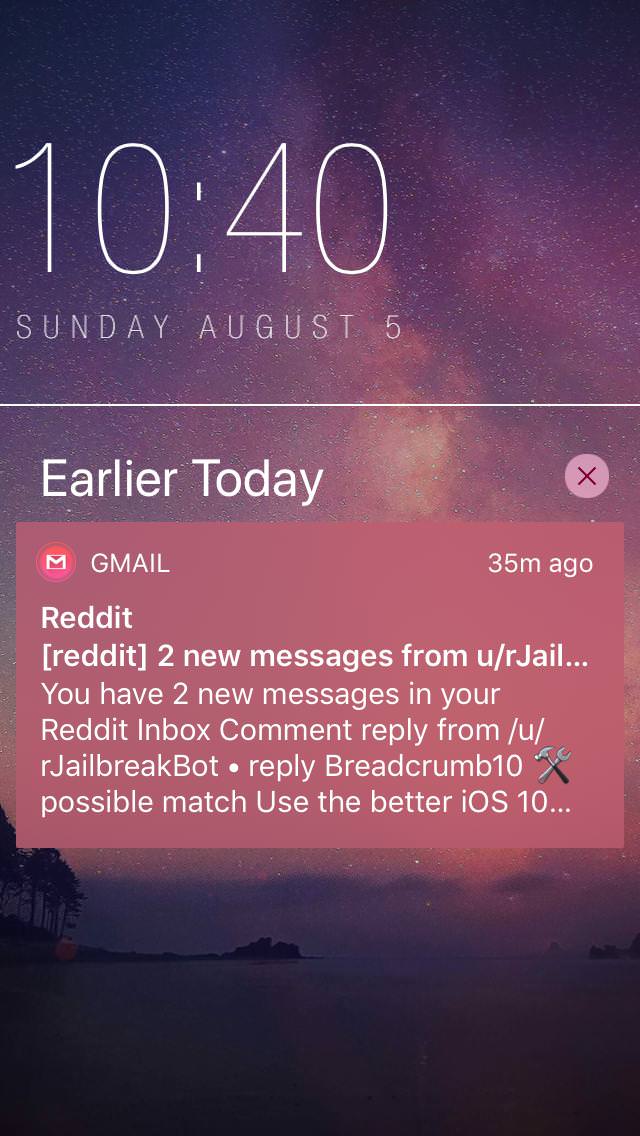 10:40
SUNDAY AUGUST 5
Earlier Today
GMAIL 35m ago
Reddit
[reddit] 2 new messages from u/rJail...
You have 2 new messages in your
Reddit Inbox Comment reply from /u/
rJailbreakBot • reply Breadcrumb10 🛠
possible match Use the better iOS 10...